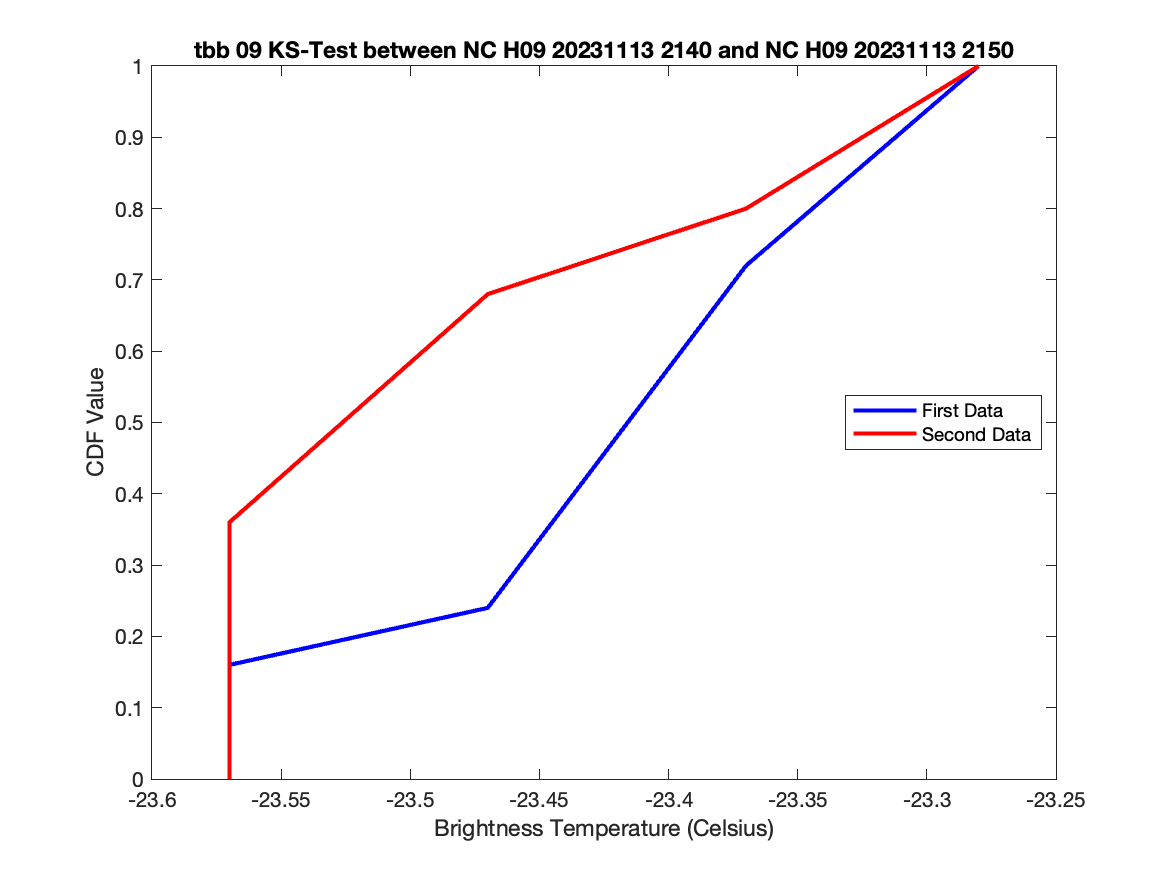 tbb 09 KS-Test between NC H09 20231113 2140 and NC H09 20231113 2150
1
0.9
0.8
0.7
0.6
0.5
0.4
0.3
0.2
0.1
0
CDF Value
First Data
Second Data
-23.6 -23.55 -23.5 -23.45 -23.4 -23.35 -23.3 -23.25
Brightness Temperature (Celsius)